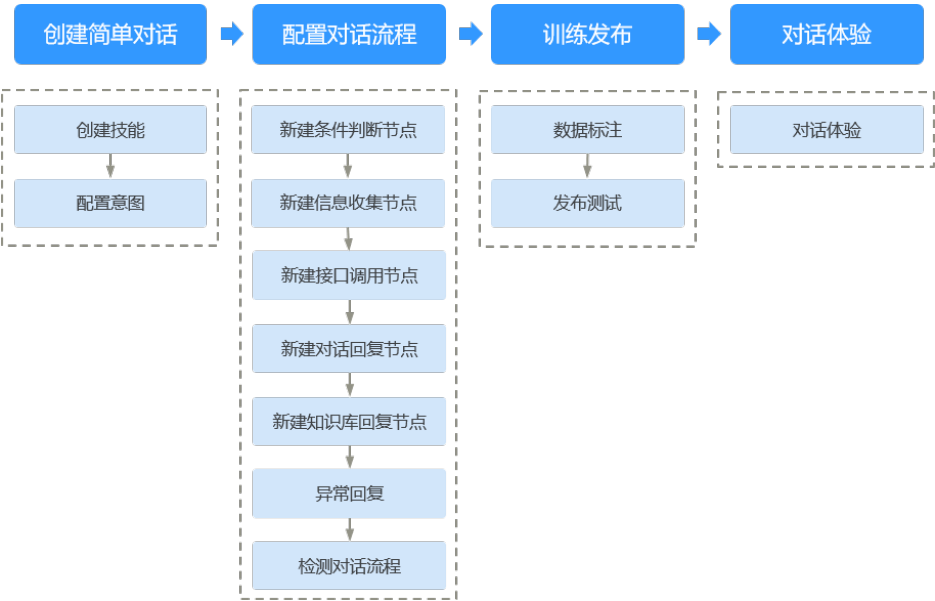 创建简单对话
配置对话流程
训练发布
对话体验
创建技能
配置意图
新建条件判断节点
新建信息收集节点
新建接口调用节点
新建对话回复节点
新建知识库回复节点
异常回复
检测对话流程
数据标注
发布测试
对话体验